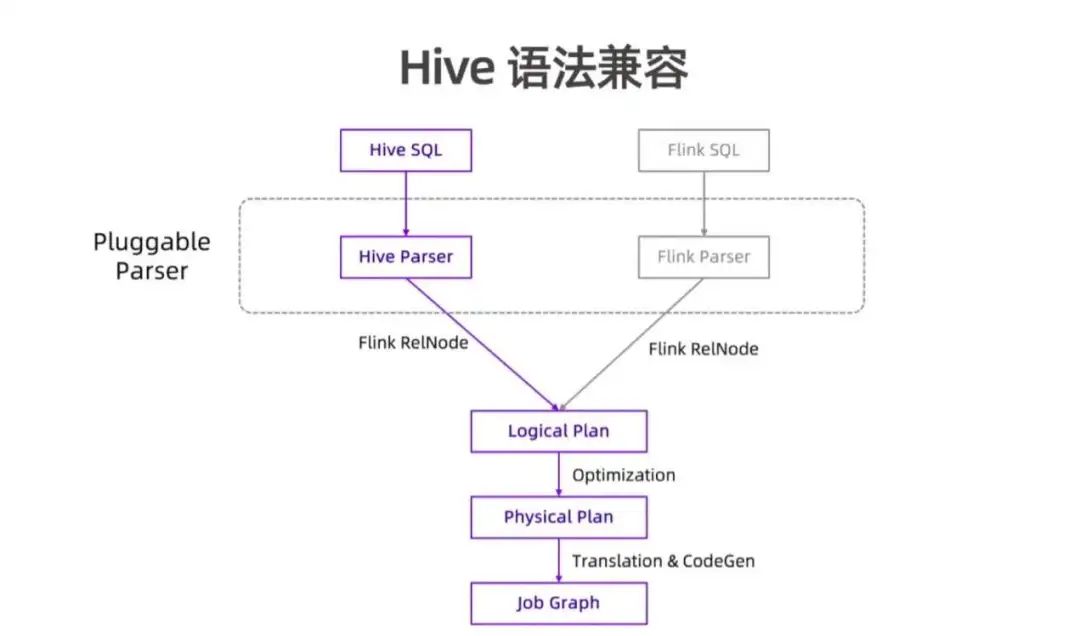 Hive 语法兼容
Hive SQL
Flink SQL
Pluggable
Parser
Hive Parser
Flink Parser
Flink RelNode
Flink RelNode
Logical Plan
Optimization
Physical Plan
Translation & CodeGen
Job Graph